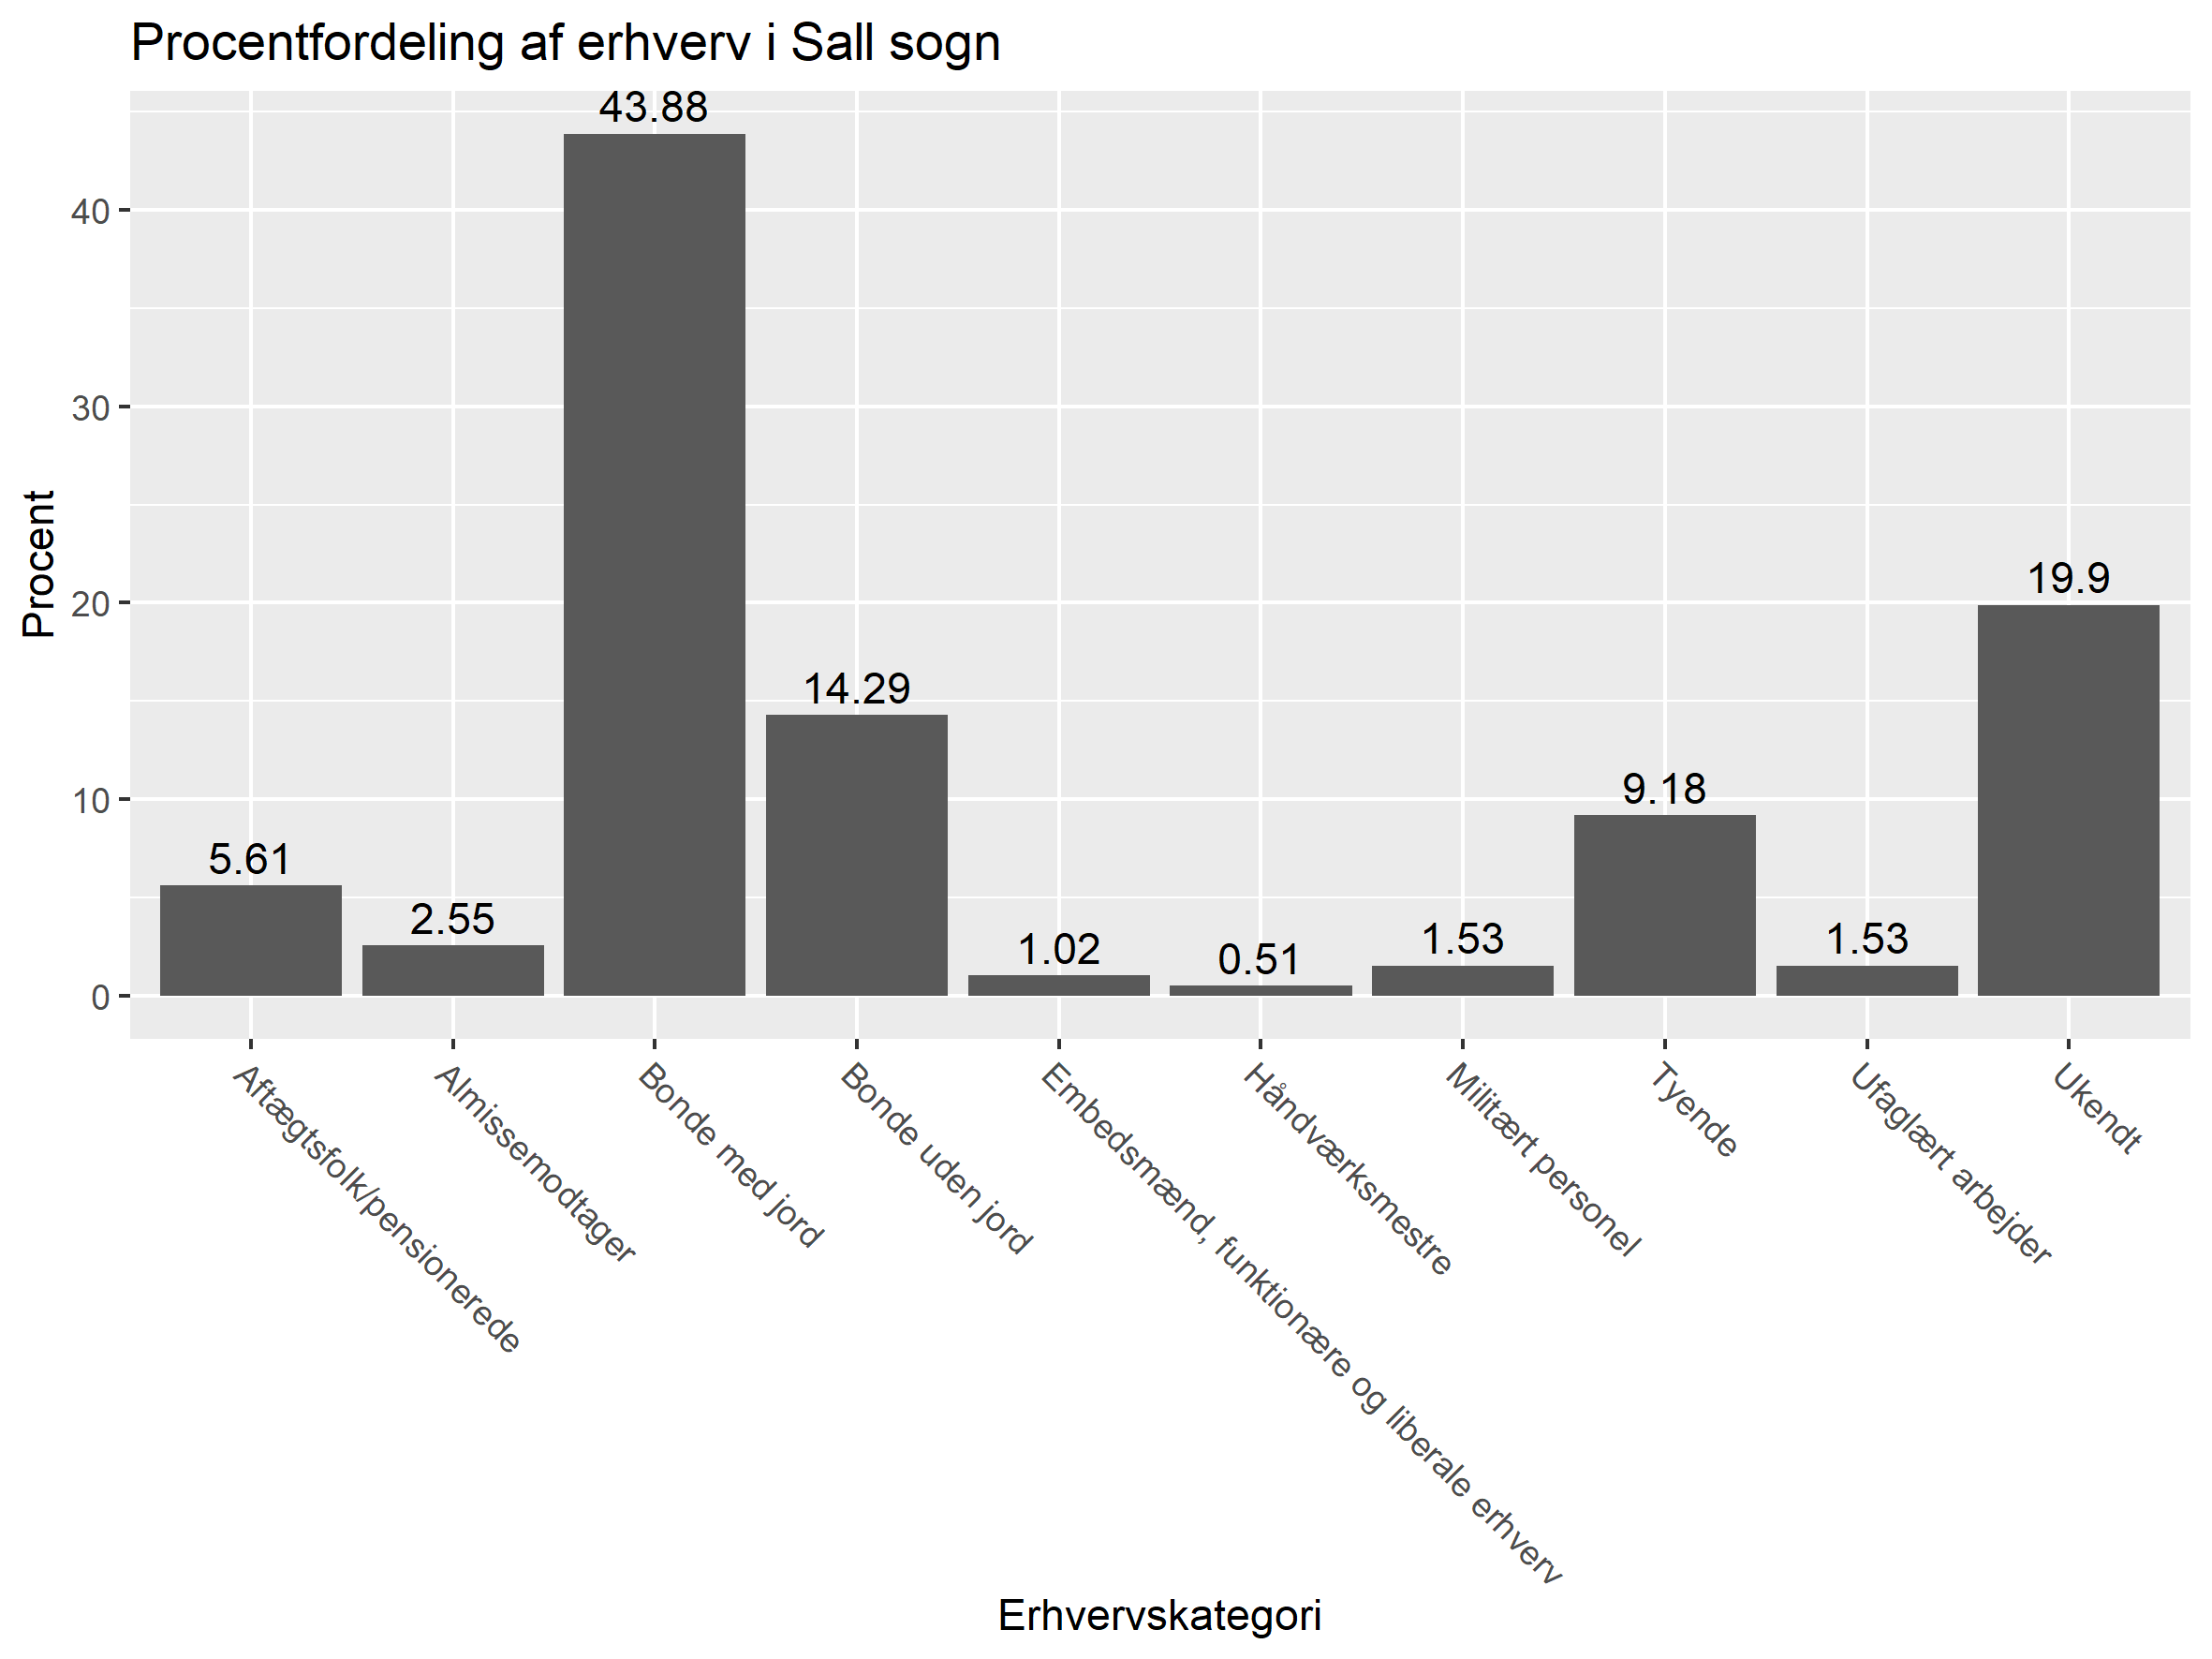 Procentfordeling af erhverv i Sall sogn
Procent
40
30
20
10
0
5.61
2.55
43.88
14.29
1.02
0.51
1.53
9.18
1.53
19.9
Aftægtsfolk/pensionerede
Almissemodtager
Bonde med jord
Bonde uden jord
Embedsmænd, funktionære og liberale erhverv
Håndværksmestre
Militært personel
Tyende
Ufaglært arbejder
Ukendt
Erhvervskategori